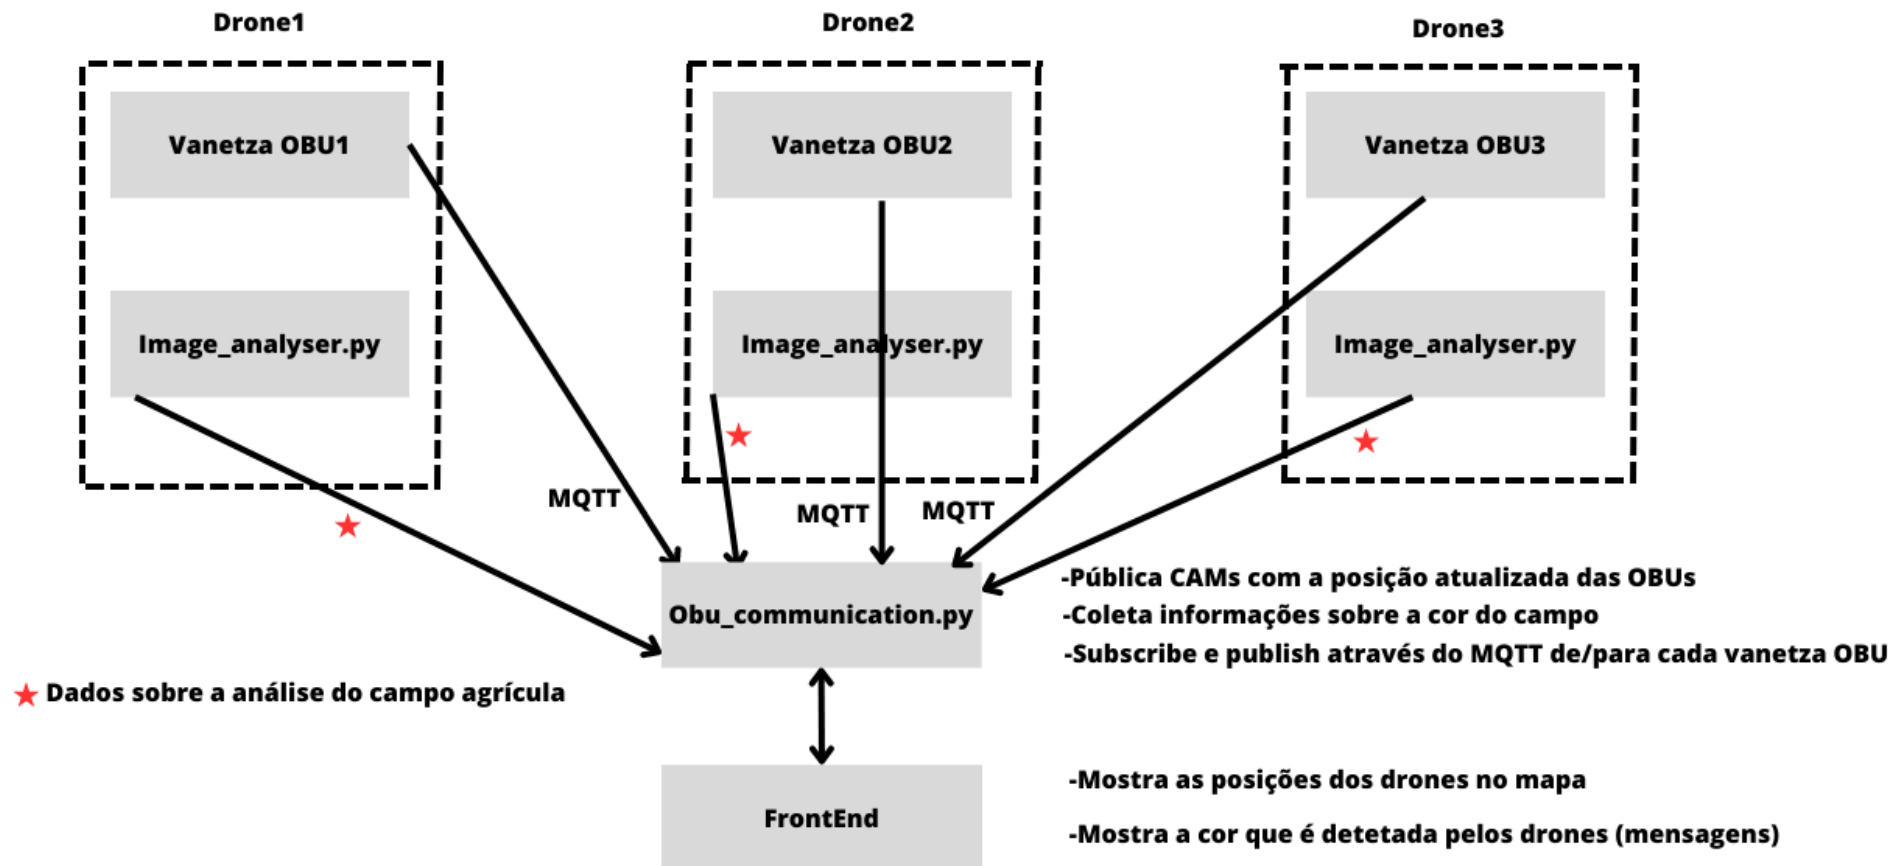 Drone1
Drone2
Drone3
Vanetza OBU1
Vanetza OBU2
Vanetza OBU3
Image_analyser.py
Image_analyser.py
Image_analyser.py
MQTT
MQTT
MQTT
Obu_communication.py
-Pública CAMs com a posição atualizada das OBUs
-Coleta informações sobre a cor do campo
-Subscribe e publish através do MQTT de/para cada vanetza OBU
Dados sobre a análise do campo agrícula
FrontEnd
-Mostra as posições dos drones no mapa
-Mostra a cor que é detetada pelos drones (mensagens)